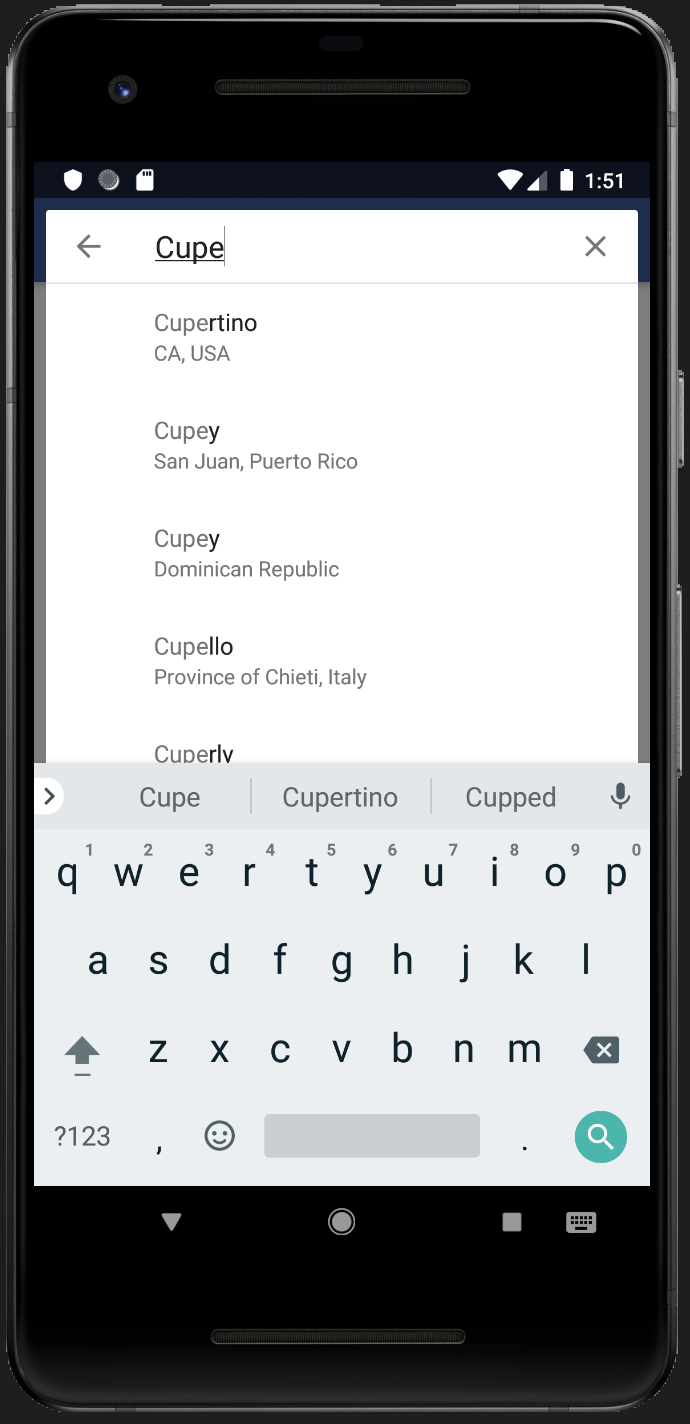 1:51
Cupe
Cupertino
CA, USA
Cupey
San Juan, Puerto Rico
Cupey
Dominican Republic
Cupello
Province of Chieti, Italy
Cuperly
Cupe Cupertino Cupped
1 2 3 4 5 6 7 8 9 0
q w e r t y u i o p
a s d f g h j k l
z x c v b n m
?123 , .